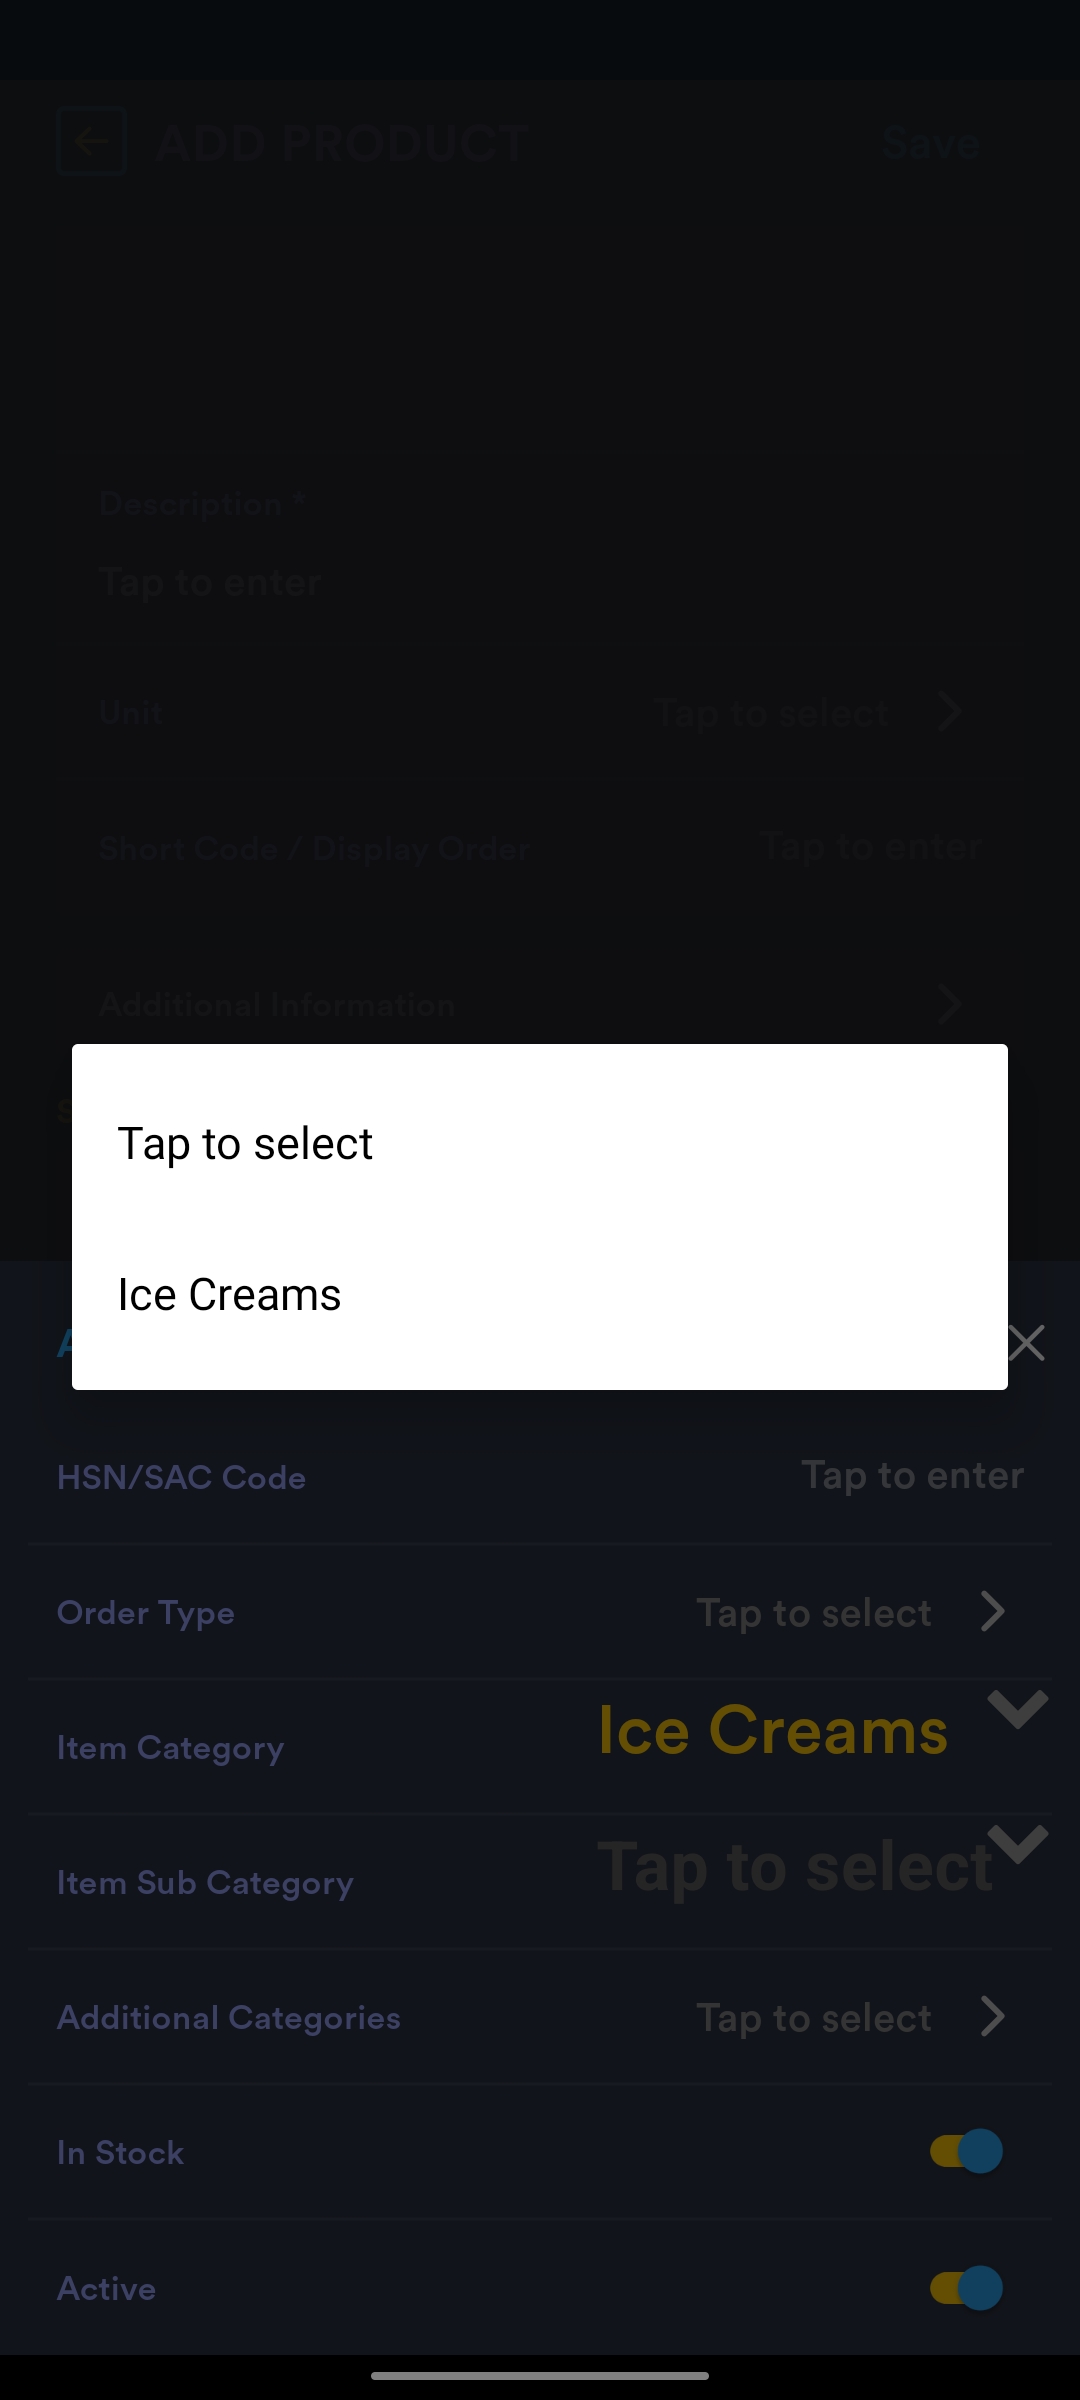 ADD PRODUCT
Save
Description *
Tap to enter
Unit
Tap to select
Short Code / Display Order
Tap to enter
Additional Information
Tap to select
Ice Creams
HSN/SAC Code
Tap to enter
Order Type
Tap to select
Item Category
Ice Creams
Item Sub Category
Tap to select
Additional Categories
Tap to select
In Stock
Active